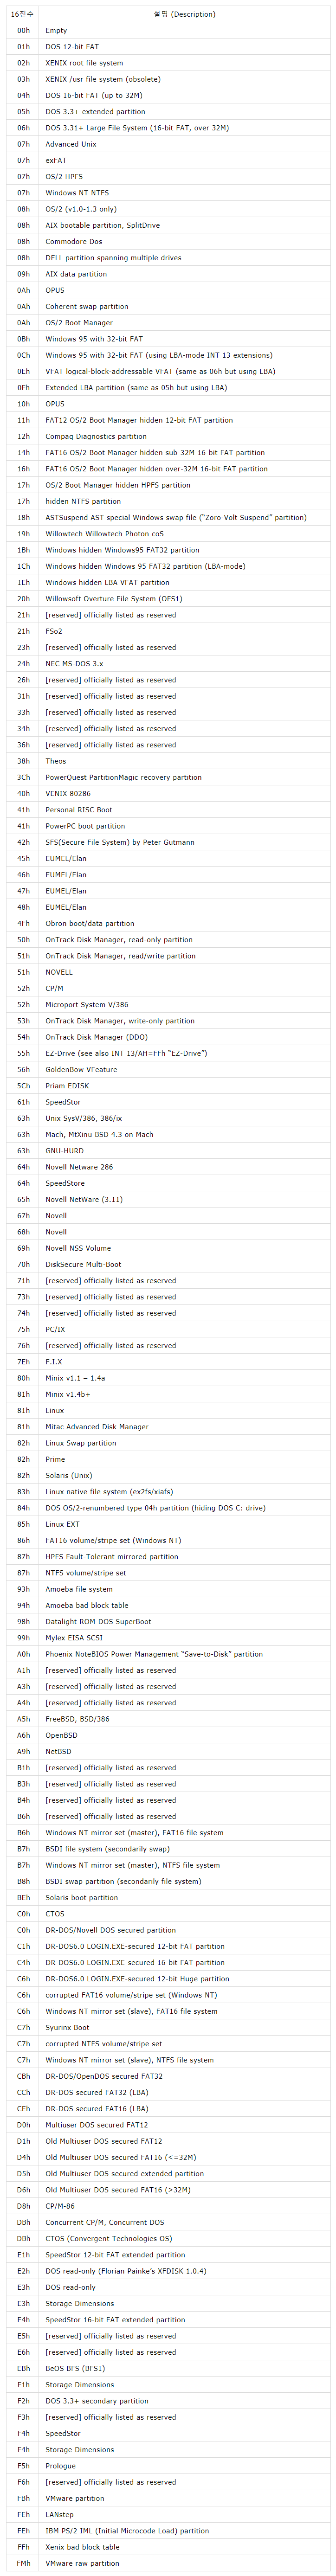 16진수 설명 (Description)
00h Empty
01h DOS 12-bit FAT
02h XENIX root file system
03h XENIX /usr file system (obsolete)
04h DOS 16-bit FAT (up to 32M)
05h DOS 3.3+ extended partition
06h DOS 3.31+ Large File System (16-bit FAT, over 32M)
07h Advanced Unix
07h exFAT
07h OS/2 HPFS
07h Windows NT NTFS
08h OS/2 (v1.0-1.3 only)
08h AIX bootable partition, SplitDrive
08h Commodore Dos
08h DELL partition spanning multiple drives
09h AIX data partition
0Ah OPUS
0Ah Coherent swap partition
0Ah OS/2 Boot Manager
0Bh Windows 95 with 32-bit FAT
0Ch Windows 95 with 32-bit FAT (using LBA-mode INT 13 extensions)
0Eh VFAT logical-block-addressable VFAT (same as 06h but using LBA)
0Fh Extended LBA partition (same as 05h but using LBA)
10h OPUS
11h FAT12 OS/2 Boot Manager hidden 12-bit FAT partition
12h Compaq Diagnostics partition
14h FAT16 OS/2 Boot Manager hidden sub-32M 16-bit FAT partition
16h FAT16 OS/2 Boot Manager hidden over-32M 16-bit FAT partition
17h OS/2 Boot Manager hidden HPFS partition
17h hidden NTFS partition
18h ASTSuspend AST special Windows swap file ("Zoro-Volt Suspend" partition)
19h Willowtech Willowtech Photon coS
1Bh Windows hidden Windows95 FAT32 partition
1Ch Windows hidden Windows 95 FAT32 partition (LBA-mode)
1Eh Windows hidden LBA VFAT partition
20h Willowsoft Overture File System (OFS1)
21h [reserved] officially listed as reserved
21h FSo2
23h [reserved] officially listed as reserved
24h NEC MS-DOS 3.x
26h [reserved] officially listed as reserved
31h [reserved] officially listed as reserved
33h [reserved] officially listed as reserved
34h [reserved] officially listed as reserved
36h [reserved] officially listed as reserved
38h Theos
3Ch PowerQuest PartitionMagic recovery partition
40h VENIX 80286
41h Personal RISC Boot
41h PowerPC boot partition
42h SFS(Secure File System) by Peter Gutmann
45h EUMEL/Elan
46h EUMEL/Elan
47h EUMEL/Elan
48h EUMEL/Elan
4Fh Obron boot/data partition
50h OnTrack Disk Manager, read-only partition
51h OnTrack Disk Manager, read/write partition
51h NOVELL
52h CP/M
52h Microport System V/386
53h OnTrack Disk Manager, write-only partition
54h OnTrack Disk Manager (DDO)
55h EZ-Drive (see also INT 13/AH=FFh "EZ-Drive")
56h GoldenBow VFeature
5Ch Priam EDISK
61h SpeedStor
63h Unix SysV/386, 386/ix
63h Mach, MtXinu BSD 4.3 on Mach
63h GNU-HURD
64h Novell Netware 286
64h SpeedStore
65h Novell NetWare (3.11)
67h Novell
68h Novell
69h Novell NSS Volume
70h DiskSecure Multi-Boot
71h [reserved] officially listed as reserved
73h [reserved] officially listed as reserved
74h [reserved] officially listed as reserved
75h PC/IX
76h [reserved] officially listed as reserved
7Eh F.I.X
80h Minix v1.1 – 1.4a
81h Minix v1.4b+
81h Linux
81h Mitac Advanced Disk Manager
82h Linux Swap partition
82h Prime
82h Solaris (Unix)
83h Linux native file system (ex2fs/xiafs)
84h DOS OS/2-renumbered type 04h partition (hiding DOS C: drive)
85h Linux EXT
86h FAT16 volume/stripe set (Windows NT)
87h HPFS Fault-Tolerant mirrored partition
87h NTFS volume/stripe set
93h Amoeba file system
94h Amoeba bad block table
98h Datalight ROM-DOS SuperBoot
99h Mylex EISA SCSI
A0h Phoenix NoteBIOS Power Management "Save-to-Disk" partition
A1h [reserved] officially listed as reserved
A3h [reserved] officially listed as reserved
A4h [reserved] officially listed as reserved
A5h FreeBSD, BSD/386
A6h OpenBSD
A9h NetBSD
B1h [reserved] officially listed as reserved
B3h [reserved] officially listed as reserved
B4h [reserved] officially listed as reserved
B6h [reserved] officially listed as reserved
B6h Windows NT mirror set (master), FAT16 file system
B7h BSDI file system (secondarily swap)
B7h Windows NT mirror set (master), NTFS file system
B8h BSDI swap partition (secondarily file system)
BEh Solaris boot partition
C0h CTOS
C0h DR-DOS/Novell DOS secured partition
C1h DR-DOS6.0 LOGIN.EXE-secured 12-bit FAT partition
C4h DR-DOS6.0 LOGIN.EXE-secured 16-bit FAT partition
C6h DR-DOS6.0 LOGIN.EXE-secured 12-bit Huge partition
C6h corrupted FAT16 volume/stripe set (Windows NT)
C6h Windows NT mirror set (slave), FAT16 file system
C7h Syurinx Boot
C7h corrupted NTFS volume/stripe set
C7h Windows NT mirror set (slave), NTFS file system
CBh DR-DOS/OpenDOS secured FAT32
CCh DR-DOS secured FAT32 (LBA)
CEh DR-DOS secured FAT16 (LBA)
D0h Multiuser DOS secured FAT12
D1h Old Multiuser DOS secured FAT12
D4h Old Multiuser DOS secured FAT16 (<=32M)
D5h Old Multiuser DOS secured extended partition
D6h Old Multiuser DOS secured FAT16 (>32M)
D8h CP/M-86
DBh Concurrent CP/M, Concurrent DOS
DBh CTOS (Convergent Technologies OS)
E1h SpeedStor 12-bit FAT extended partition
E2h DOS read-only (Florian Painke's XFDISK 1.0.4)
E3h DOS read-only
E3h Storage Dimensions
E4h SpeedStor 16-bit FAT extended partition
E5h [reserved] officially listed as reserved
E6h [reserved] officially listed as reserved
EBh BeOS BFS (BFS1)
F1h Storage Dimensions
F2h DOS 3.3+ secondary partition
F3h [reserved] officially listed as reserved
F4h SpeedStor
F4h Storage Dimensions
F5h Prologue
F6h [reserved] officially listed as reserved
FBh VMware partition
FEh LANstep
FEh IBM PS/2 IML (Initial Microcode Load) partition
FFh Xenix bad block table
FMh VMware raw partition